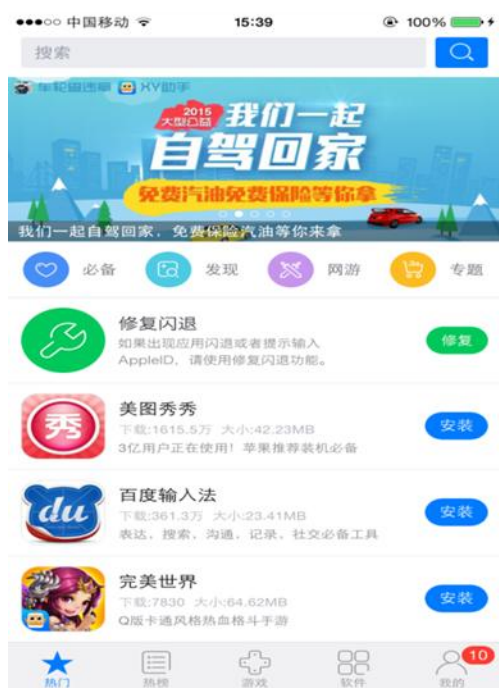 中国移动 15:39 100%
搜索
车轮查违章 XY助手
2015
大型公益
我们一起
自驾回家
免费汽油免费保险等你拿
我们一起自驾回家，免费保险汽油等你来拿
必备 发现 网游 专题
修复闪退
如果出现应用闪退或者提示输入
AppleID，请使用修复闪退功能。
修复
秀
美图秀秀
下载:1615.5万 大小:42.23MB
3亿用户正在使用！苹果推荐装机必备
安装
du
百度输入法
下载:361.3万 大小:23.41MB
表达、搜索、沟通、记录，社交必备工具
安装
完美世界
下载:7830 大小:64.62MB
Q版卡通风格热血格斗手游
安装
10
热门 热榜 游戏 软件 我的